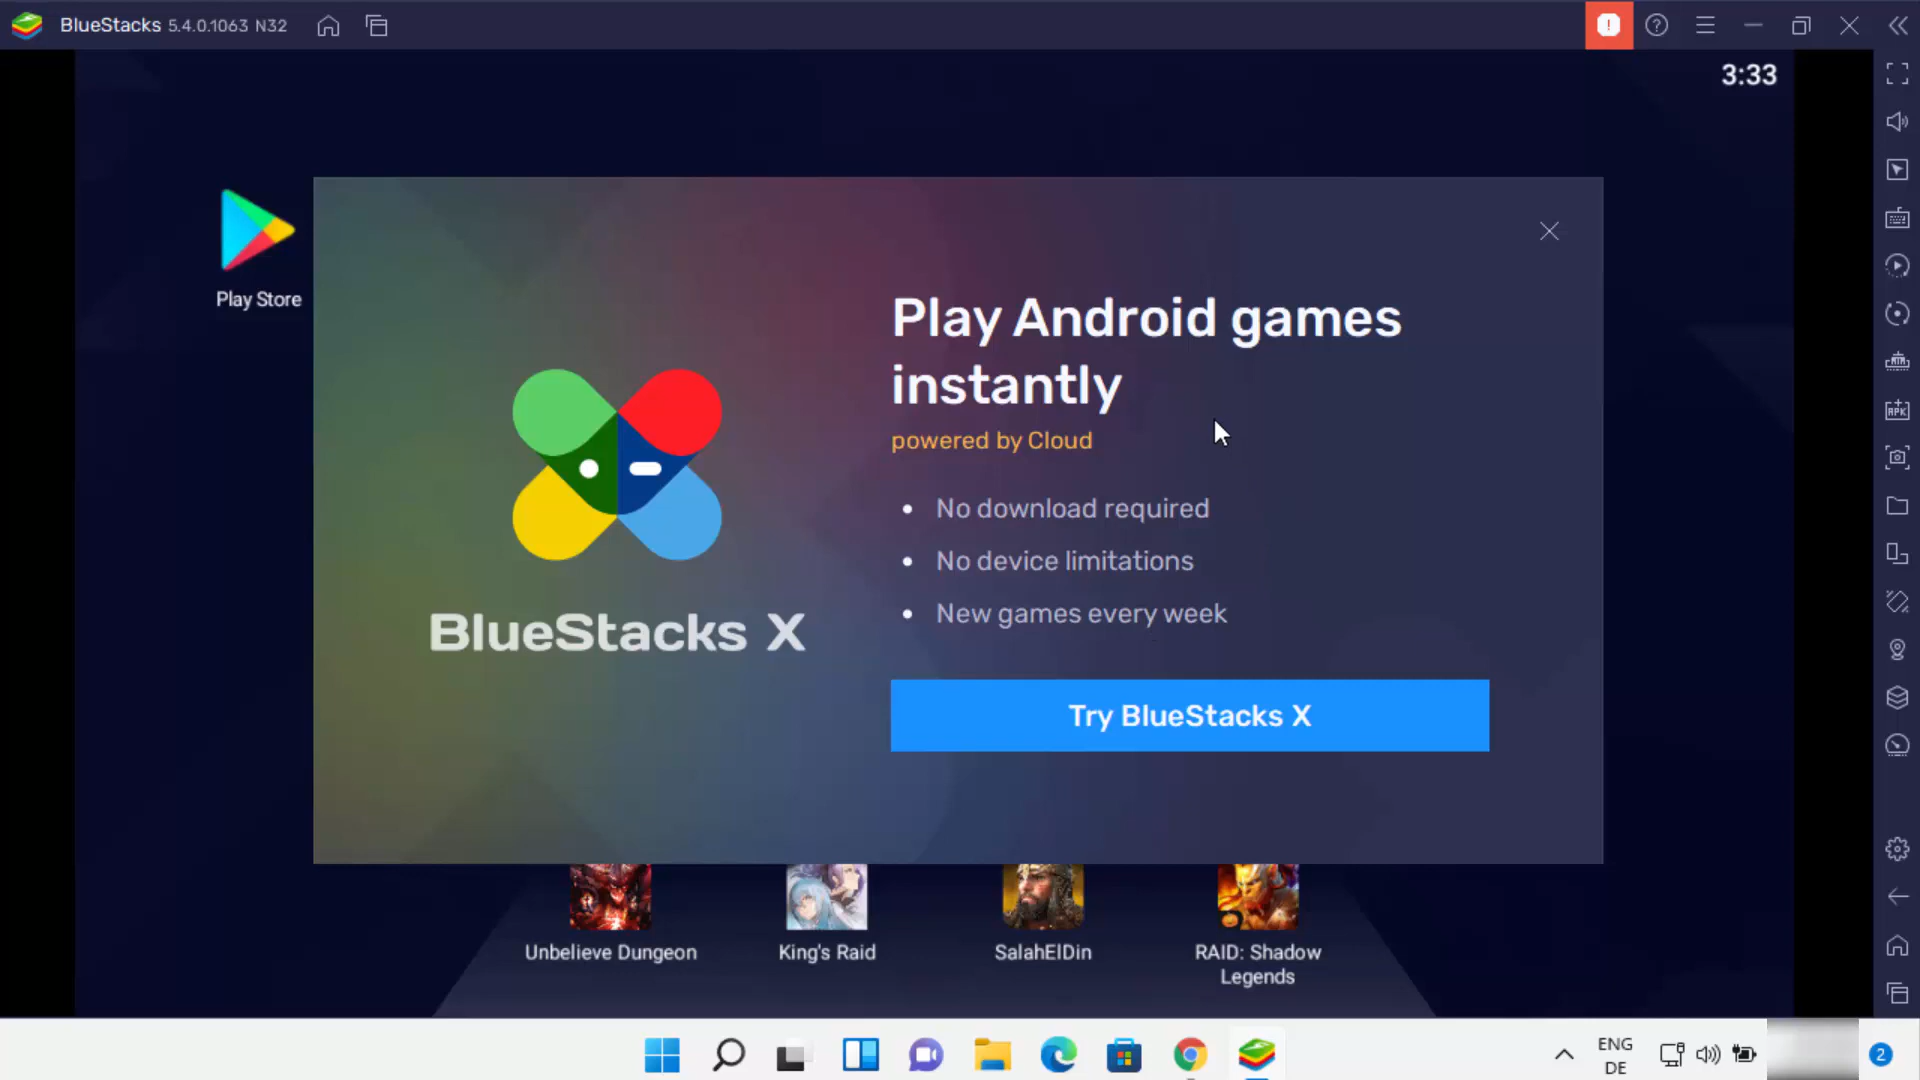 BlueStacks 5.4.0.1063 N32
3:33
Play Store
Play Android games
instantly
powered by Cloud
• No download required
• No device limitations
• New games every week
BlueStacks X
Try BlueStacks X
Unbelieve Dungeon
King's Raid
SalahElDin
RAID: Shadow
Legends
APK
ENG
DE
2